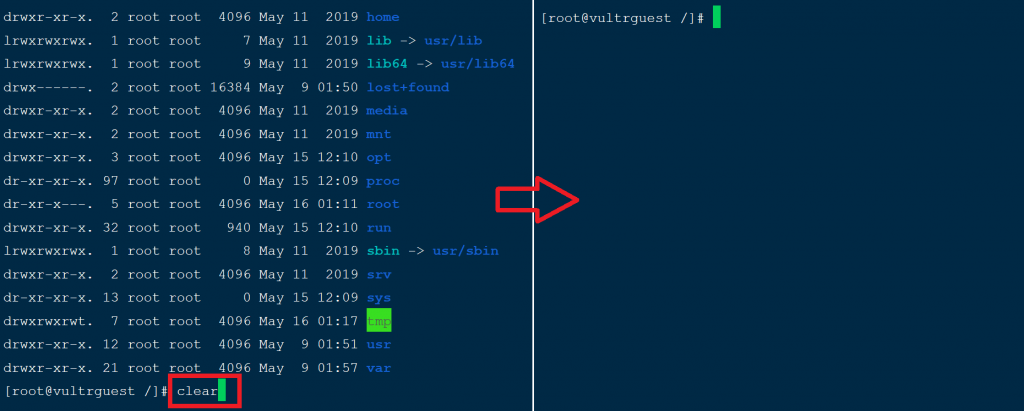 drwxr-xr-x.  2 root root  4096 May 11  2019 home
lrwxrwxrwx.  1 root root     7 May 11  2019 lib -> usr/lib
lrwxrwxrwx.  1 root root     9 May 11  2019 lib64 -> usr/lib64
drwx------.  2 root root 16384 May  9 01:50 lost+found
drwxr-xr-x.  2 root root  4096 May 11  2019 media
drwxr-xr-x.  2 root root  4096 May 11  2019 mnt
drwxr-xr-x.  3 root root  4096 May 15 12:10 opt
dr-xr-xr-x. 97 root root     0 May 15 12:09 proc
dr-xr-x---.  5 root root  4096 May 16 01:11 root
drwxr-xr-x. 32 root root   940 May 15 12:10 run
lrwxrwxrwx.  1 root root     8 May 11  2019 sbin -> usr/sbin
drwxr-xr-x.  2 root root  4096 May 11  2019 srv
dr-xr-xr-x. 13 root root     0 May 15 12:09 sys
drwxrwxrwt.  7 root root  4096 May 16 01:17 tmp
drwxr-xr-x. 12 root root  4096 May  9 01:51 usr
drwxr-xr-x. 21 root root  4096 May  9 01:57 var
[root@vultrguest /]# clear
[root@vultrguest /]#